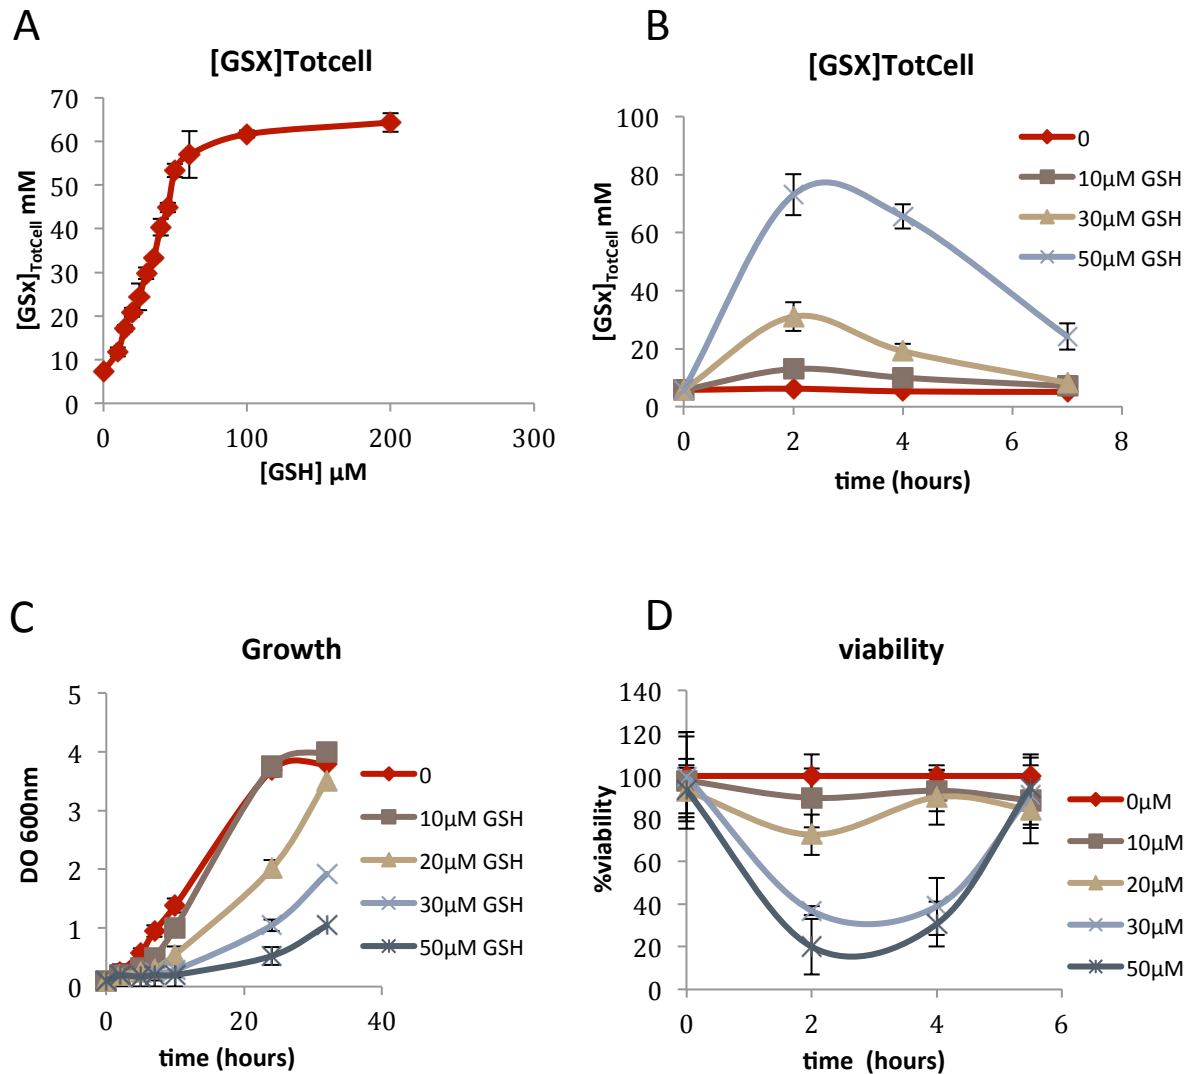 A
[GSX]Totcell
70
60
50
40
30
20
10
0
[GSx]TotCell mM
0
100
200
300
[GSH] µM
B
[GSX]TotCell
100
80
60
40
20
0
[GSx]TotCell mM
0
2
4
6
8
time (hours)
0
10µM GSH
30µM GSH
50µM GSH
C
Growth
5
4
3
2
1
0
DO 600nm
0
20
40
time (hours)
0
10µM GSH
20µM GSH
30µM GSH
50µM GSH
D
viability
140
120
100
80
60
40
20
0
%viability
0
2
4
6
time (hours)
0µM
10µM
20µM
30µM
50µM